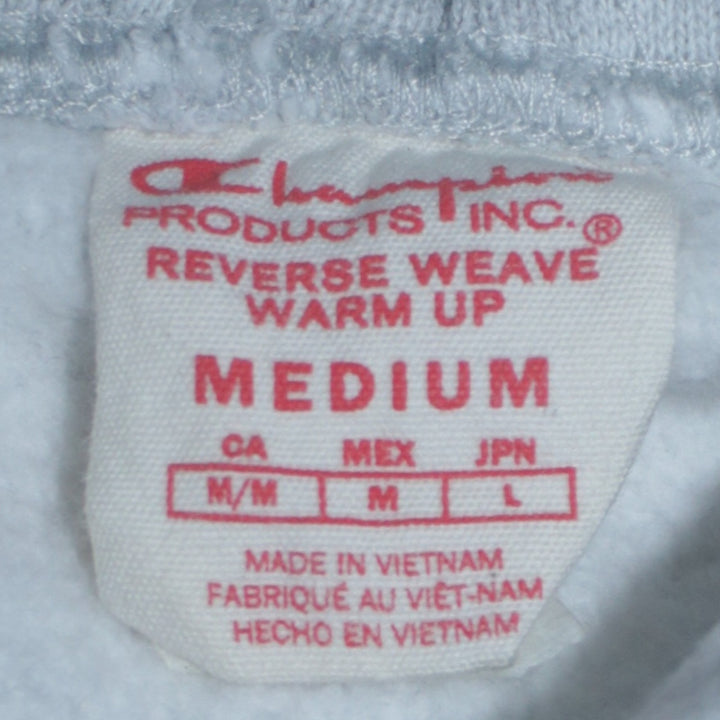 Champion
PRODUCTS INC.®
REVERSE WEAVE
WARM UP
MEDIUM
CA MEX JPN
M/M M L
MADE IN VIETNAM
FABRIQUÉ AU VIÊT-NAM
HECHO EN VIETNAM